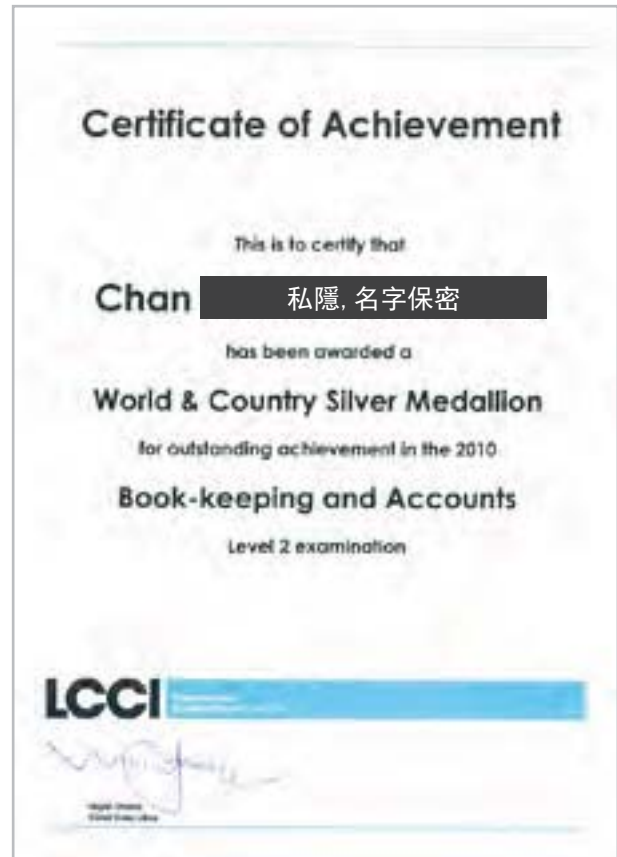 Certificate of Achievement
This is to certify that
Chan 私隱, 名字保密
has been awarded a
World & Country Silver Medallion
for outstanding achievement in the 2010
Book-keeping and Accounts
Level 2 examination
LCCI